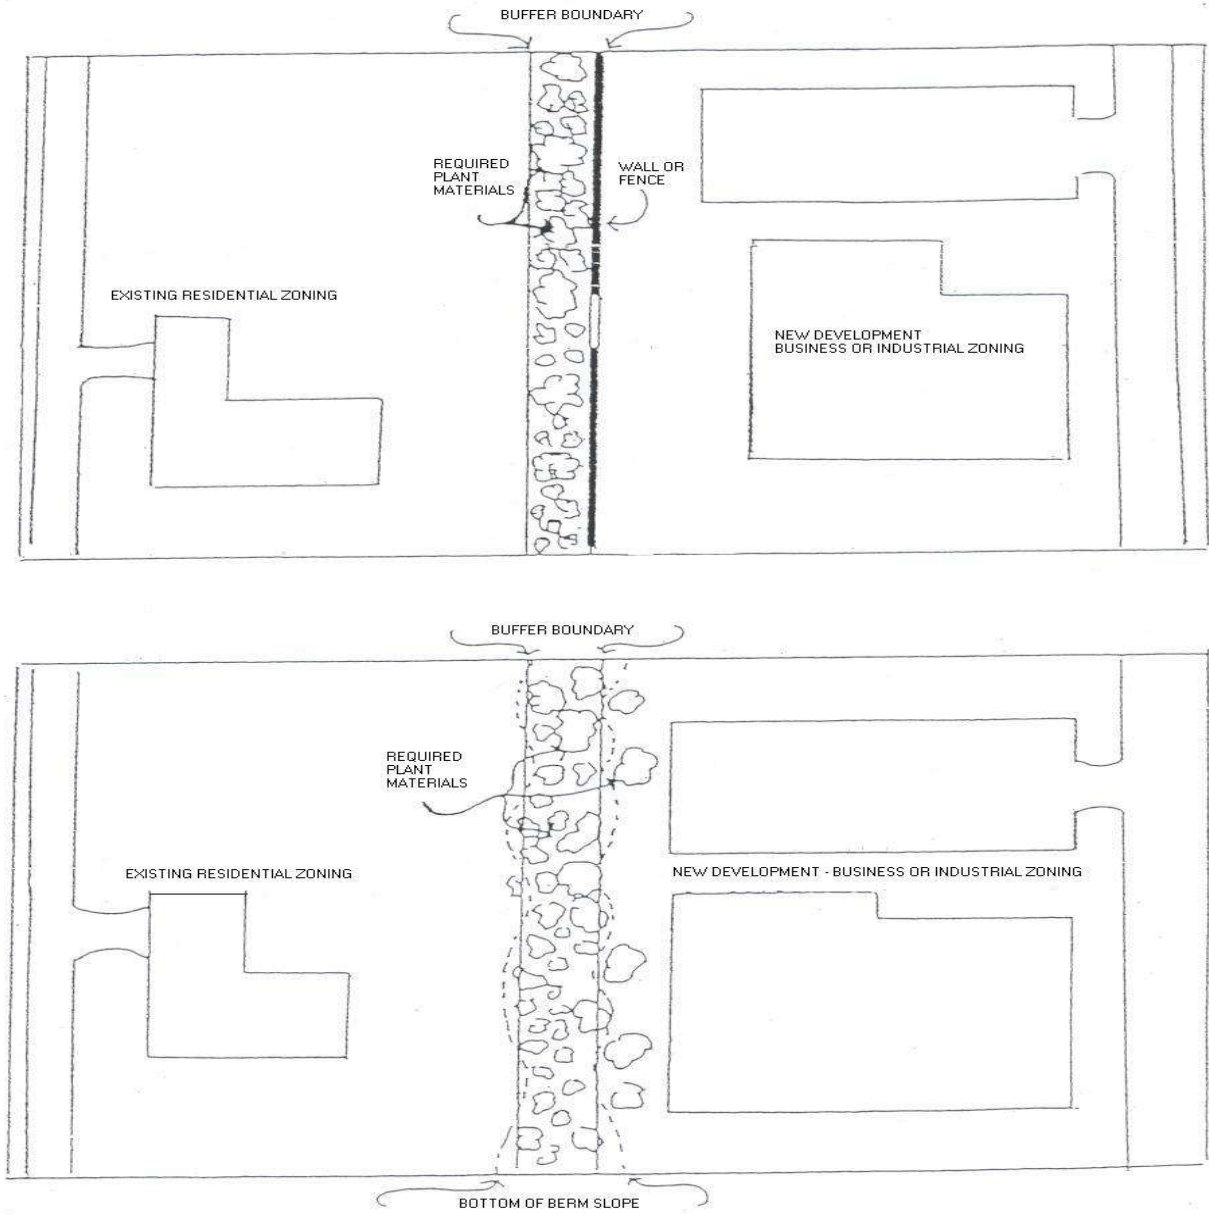 BUFFER BOUNDARY
REQUIRED
PLANT
MATERIALS
WALL OR
FENCE
EXISTING RESIDENTIAL ZONING
NEW DEVELOPMENT
BUSINESS OR INDUSTRIAL ZONING
BUFFER BOUNDARY
REQUIRED
PLANT
MATERIALS
EXISTING RESIDENTIAL ZONING
NEW DEVELOPMENT - BUSINESS OR INDUSTRIAL ZONING
BOTTOM OF BERM SLOPE